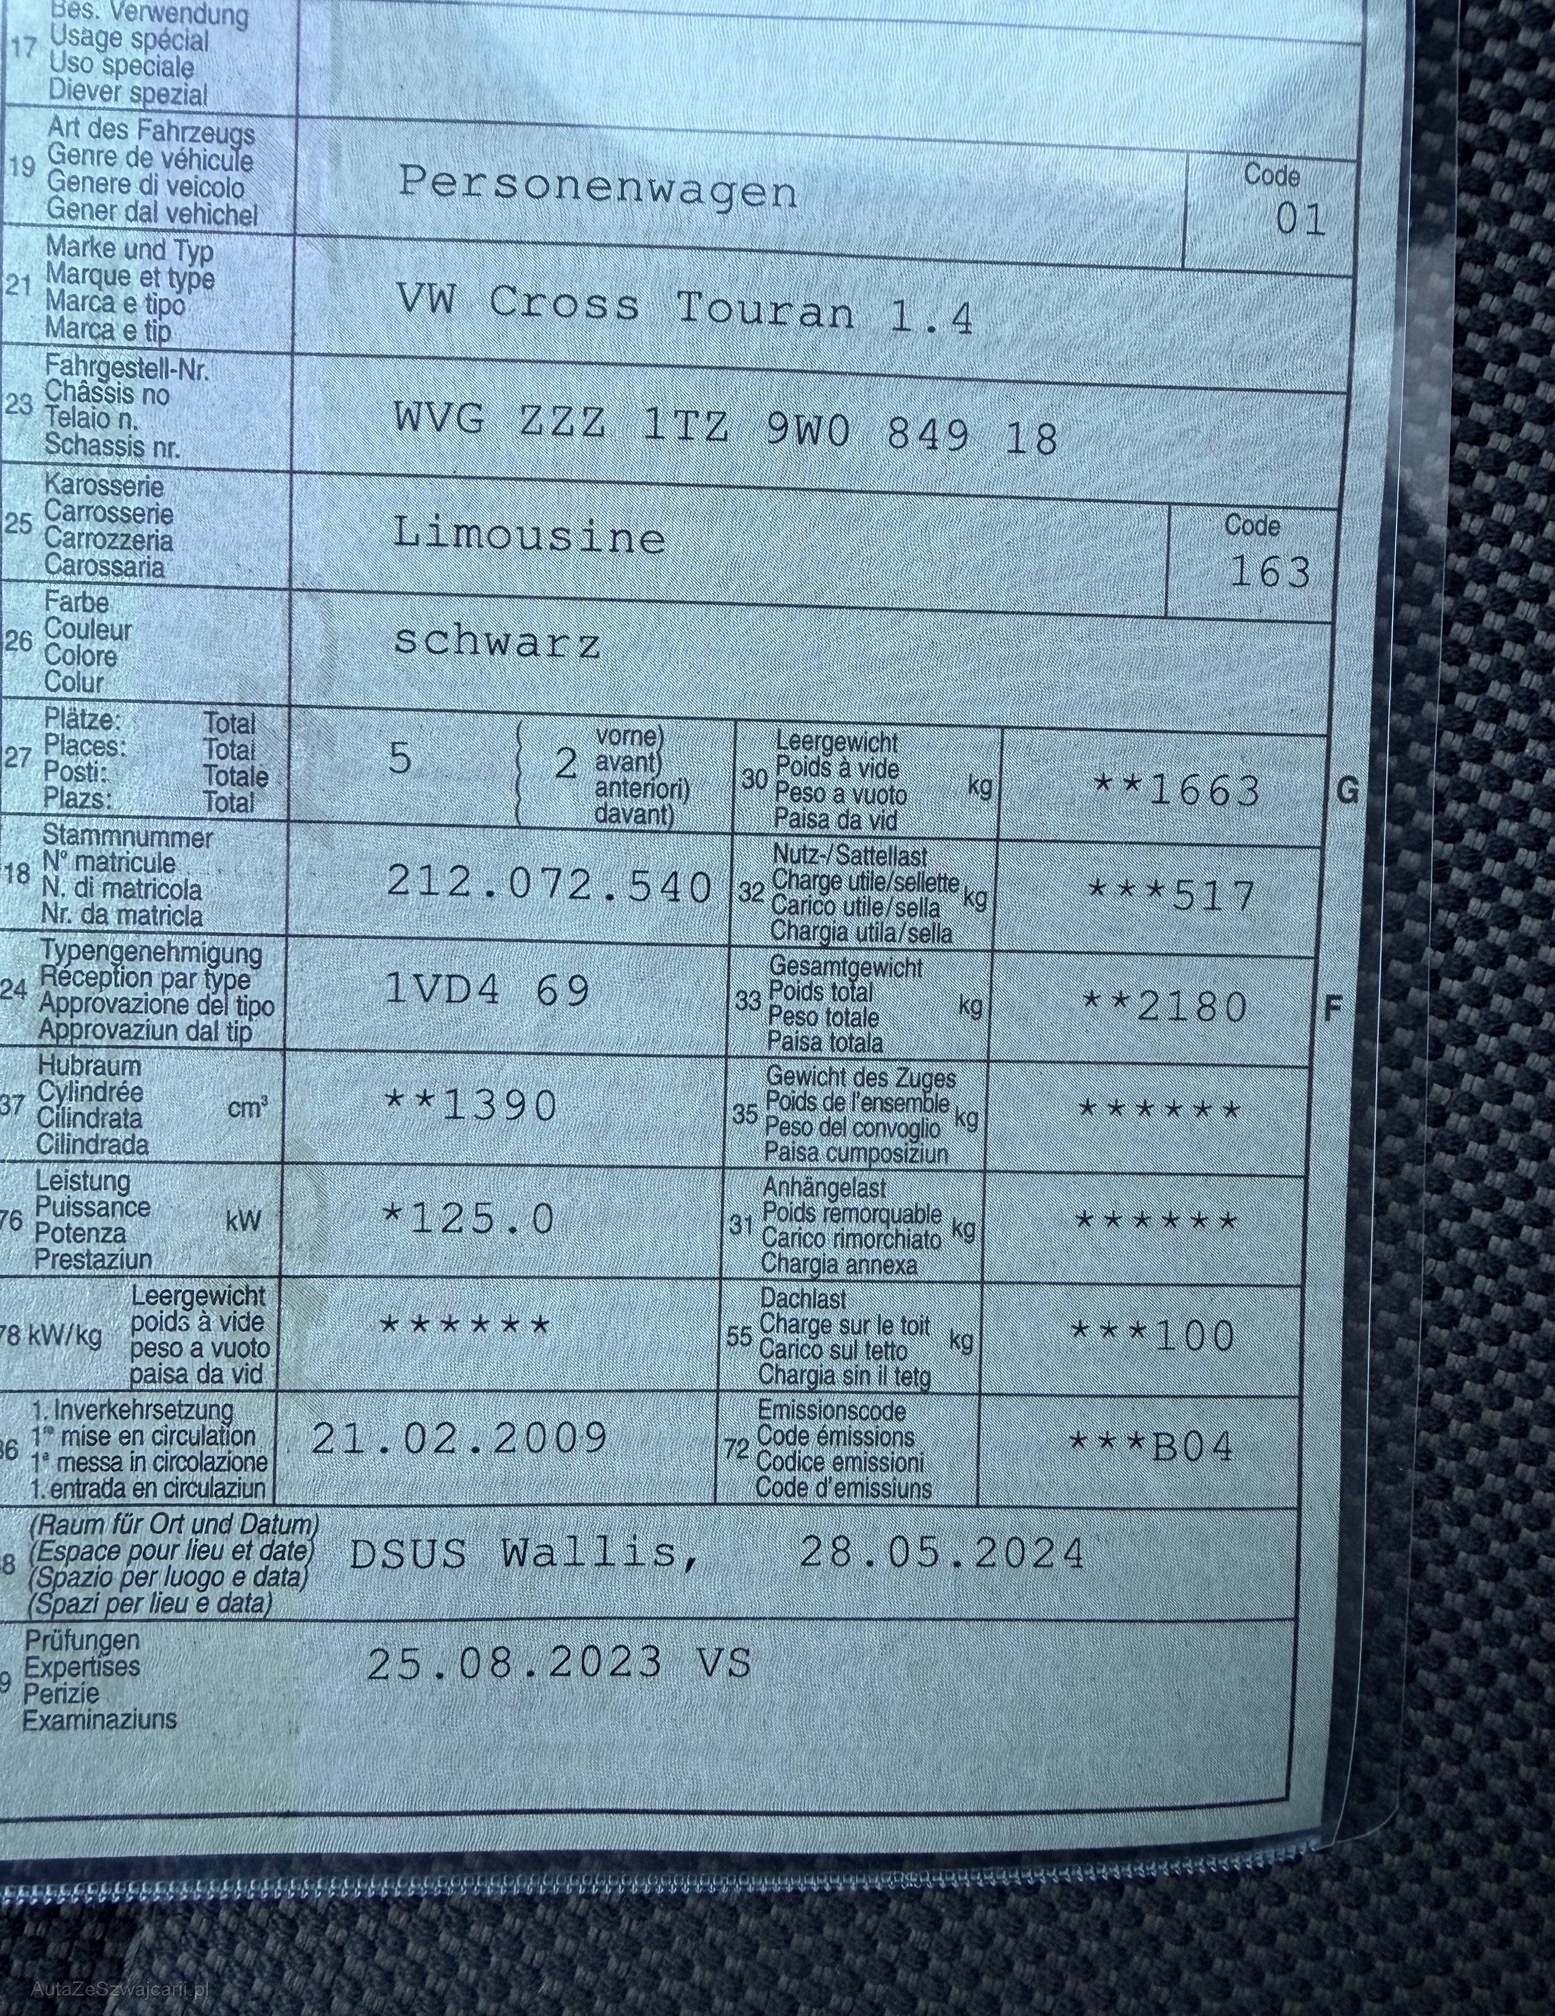 Bes. Verwendung
17 Usage spécial
Uso speciale
Diever spezial
Art des Fahrzeugs
19 Genre de véhicule
Genere di veicolo
Gener dal vehichel
Personenwagen
Code
01
Marke und Typ
21 Marque et type
Marca e tipo
Marca e tip
VW Cross Touran 1.4
Fahrgestell-Nr.
23 Châssis no
Telaio n.
Schassis nr.
WVG ZZZ 1TZ 9W0 849 18
Karosserie
25 Carrosserie
Carrozzeria
Carossaria
Limousine
Code
163
Farbe
26 Couleur
Colore
Colur
schwarz
Plätze: Total
27 Places: Total
Posti: Totale
Plazs: Total
5 ( 2
vorne)
avant)
anteriori)
davant)
Leergewicht
30 Poids à vide kg
Peso a vuoto
Paisa da vid
**1663 G
Stammnummer
18 N° matricule
N. di matricola
Nr. da matricla
212.072.540
Nutz-/Sattellast
32 Charge utile/sellette kg
Carico utile/sella
Chargia utila/sella
***517
Typengenehmigung
24 Réception par type
Approvazione del tipo
Approvaziun dal tip
1VD4 69
Gesamtgewicht
33 Poids total kg
Peso totale
Paisa totala
**2180 F
Hubraum
37 Cylindrée cm³
Cilindrata
Cilindrada
**1390
Gewicht des Zuges
35 Poids de l'ensemble kg
Peso del convoglio
Paisa cumposiziun
******
Leistung
76 Puissance kW
Potenza
Prestaziun
*125.0
Anhängelast
31 Poids remorquable kg
Carico rimorchiato
Chargia annexa
******
Leergewicht
78 kW/kg poids à vide
peso a vuoto
paisa da vid
******
Dachlast
55 Charge sur le toit kg
Carico sul tetto
Chargia sin il tetg
***100
1. Inverkehrsetzung
36 1re mise en circulation
1a messa in circolazione
1. entrada en circulaziun
21.02.2009
Emissionscode
72 Code émissions
Codice emissioni
Code d'emissiuns
***B04
(Raum für Ort und Datum)
8 (Espace pour lieu et date)
(Spazio per luogo e data)
(Spazi per lieu e data)
DSUS Wallis, 28.05.2024
Prüfungen
9 Expertises
Perizie
Examinaziuns
25.08.2023 VS
AutaZeSzwajcarii.pl